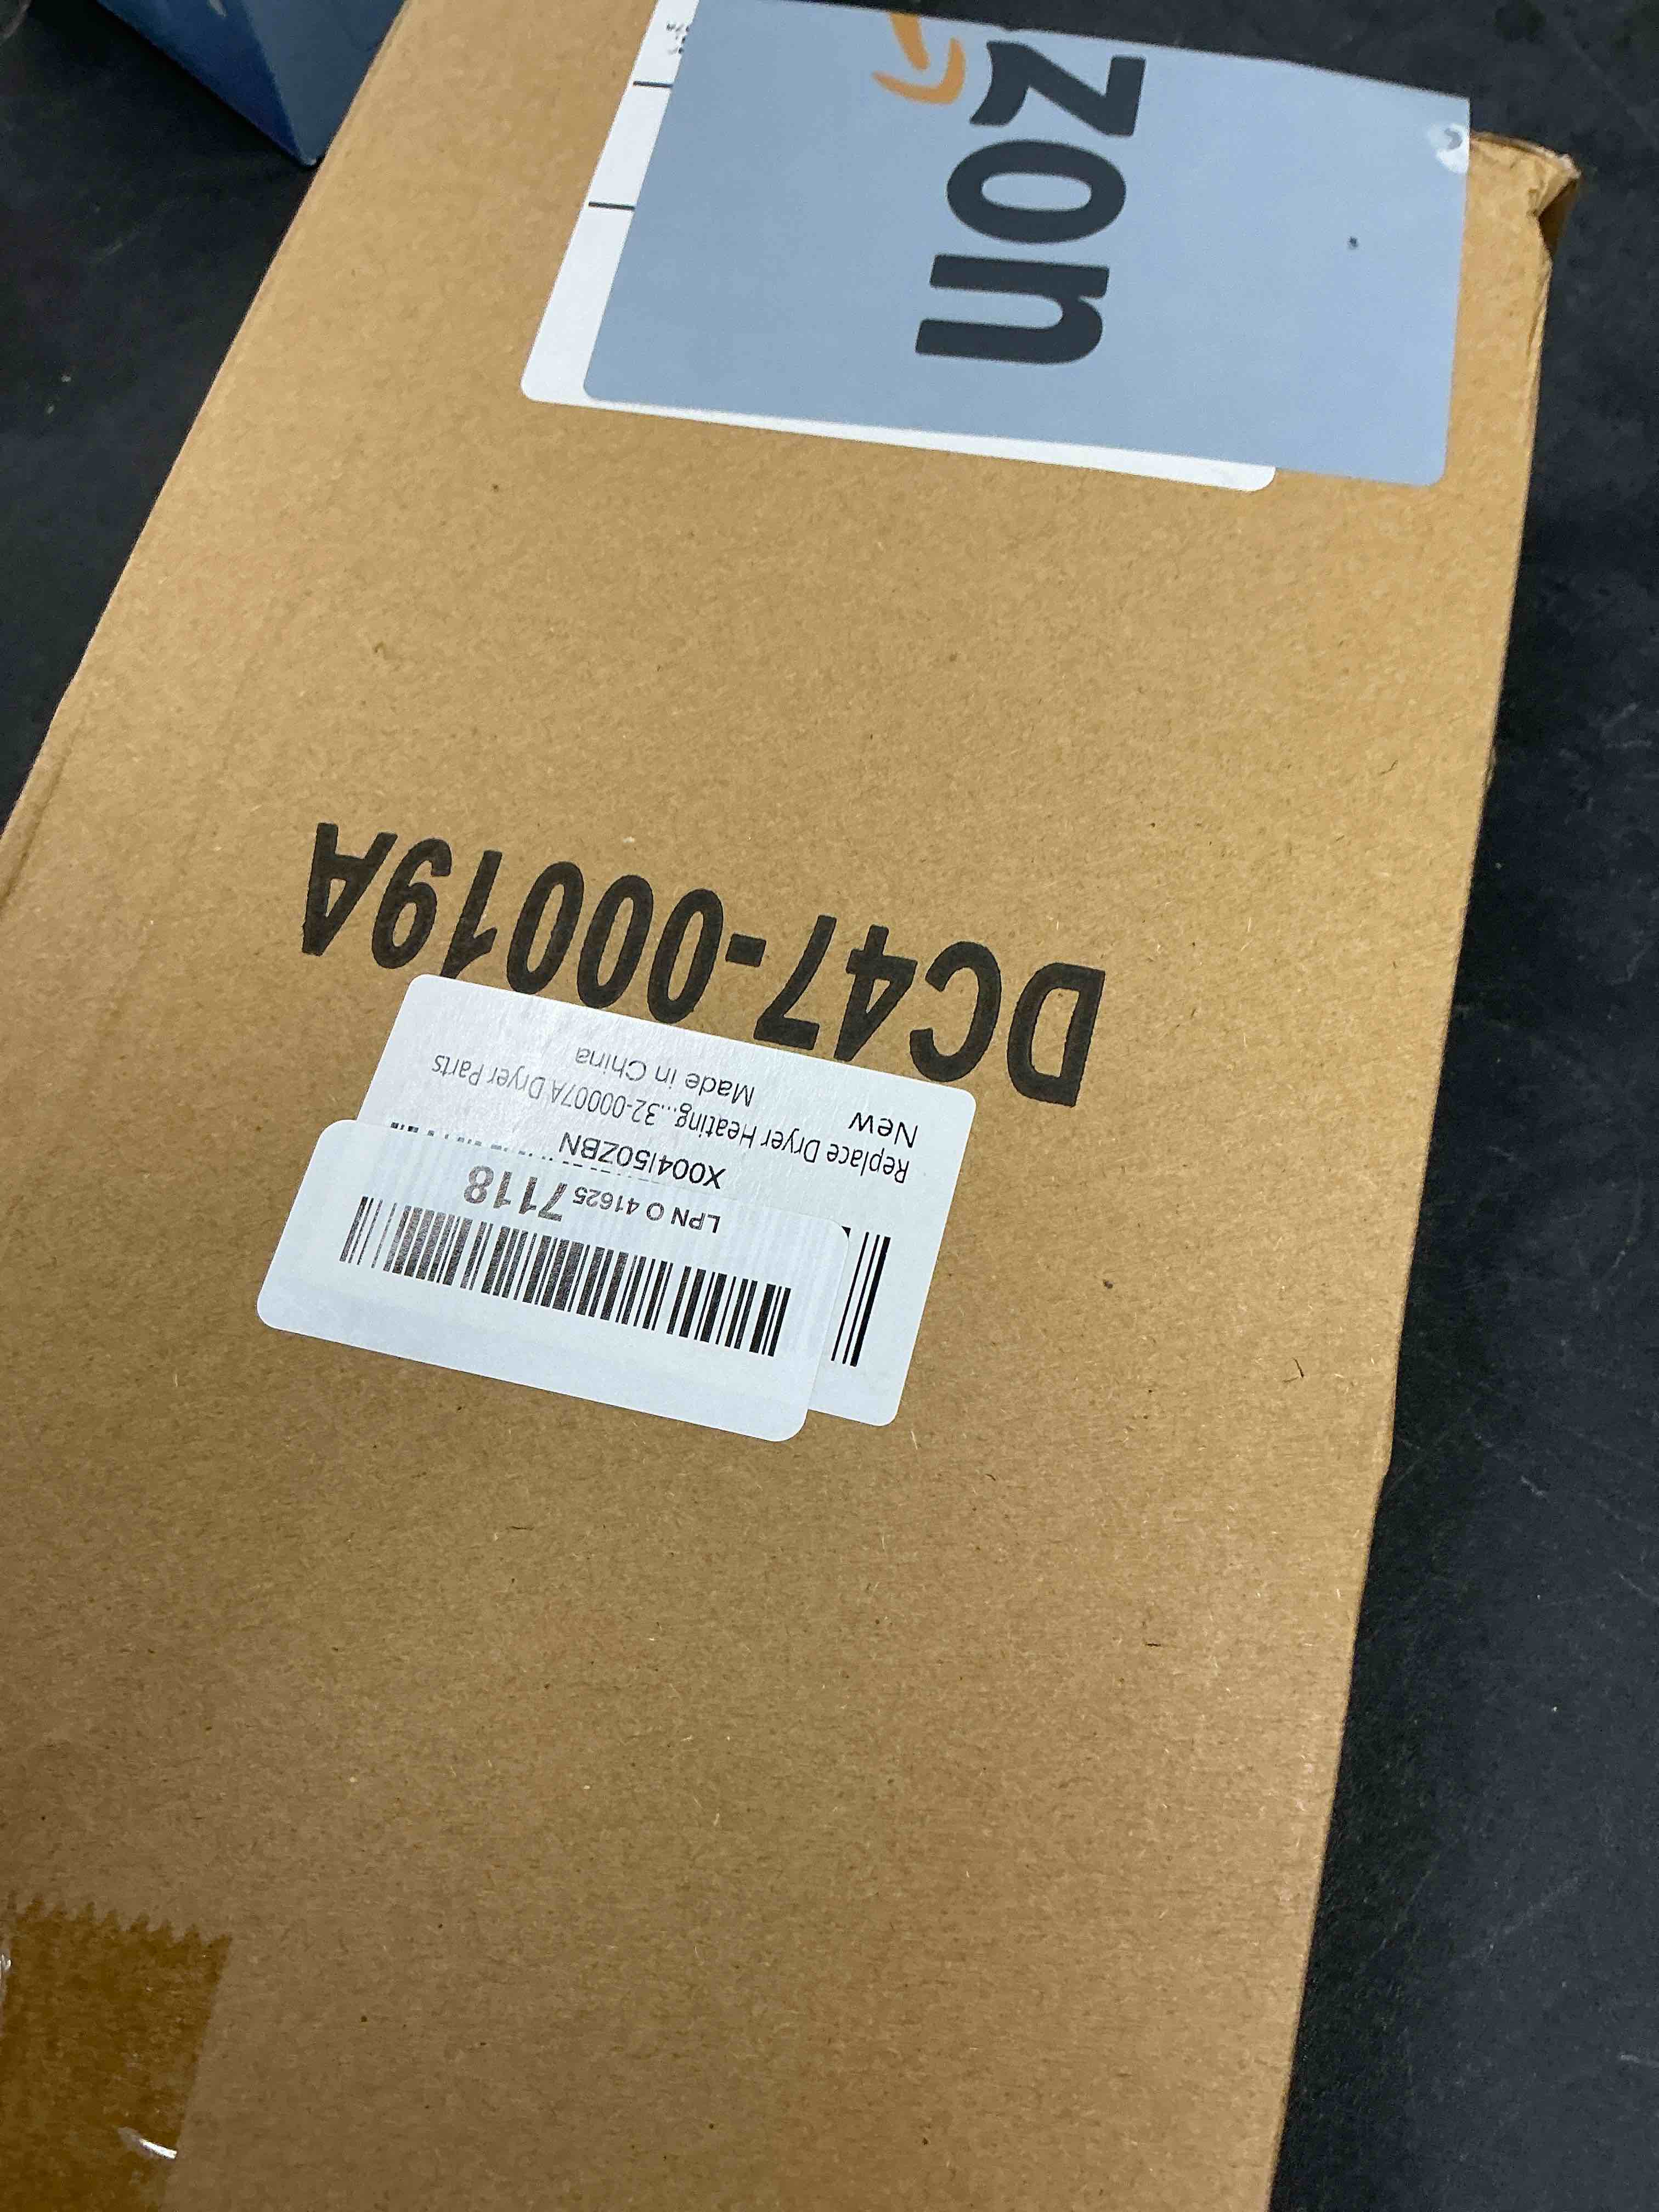 zon
DC47-00019A
New
Made in China
Replace Dryer Heating...32-00007A Dryer Parts
X004I50ZBN
LPN O 41625 7118